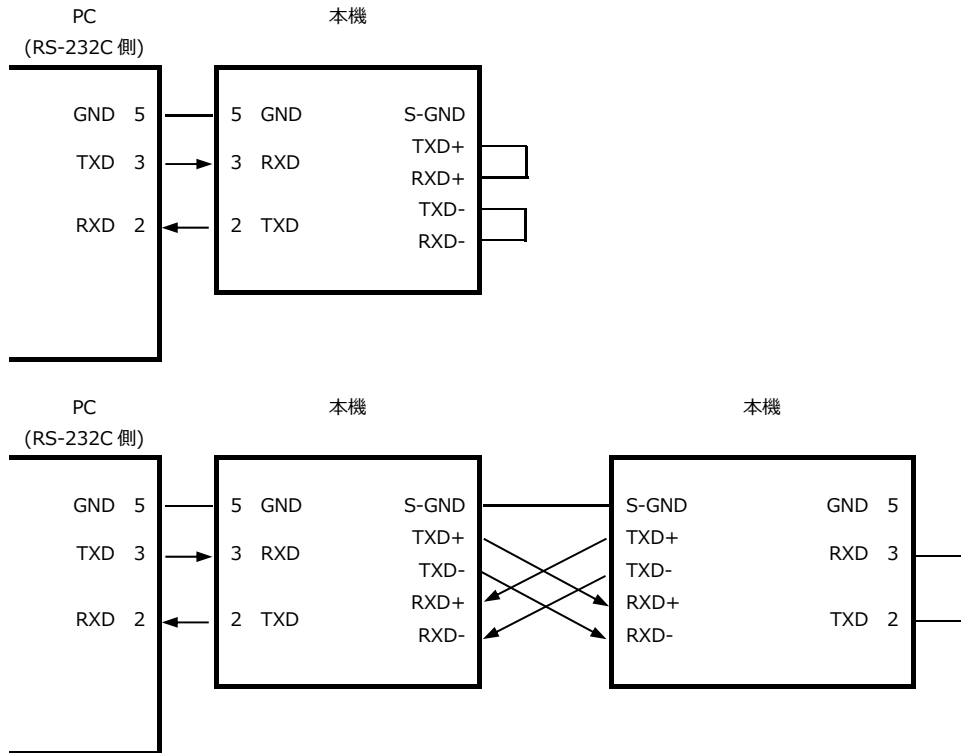 PC 本機
(RS-232C 側)
GND 5 5 GND S-GND
TXD+
TXD 3 3 RXD
RXD+
TXD-
RXD 2 2 TXD
RXD-
PC 本機 本機
(RS-232C 側)
GND 5 5 GND S-GND S-GND GND 5
TXD+ TXD+
TXD 3 3 RXD RXD 3
TXD- TXD-
RXD+ RXD+
RXD 2 2 TXD TXD 2
RXD- RXD-